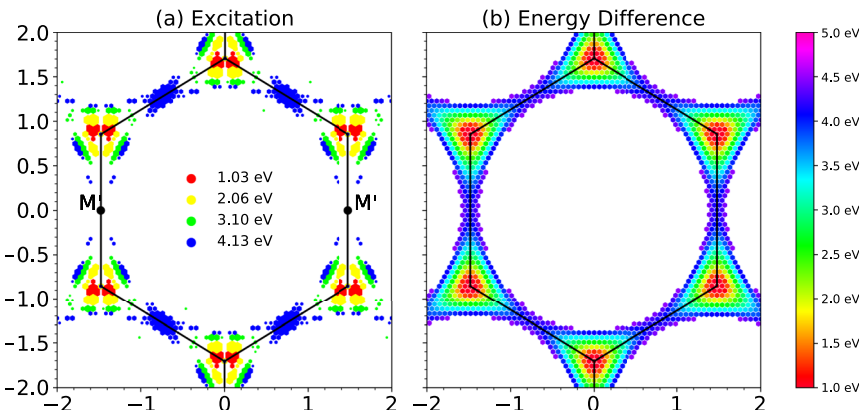 (a) Excitation
(b) Energy Difference
2.0
1.5
1.0
0.5
0.0
−0.5
−1.0
−1.5
−2.0
M'
M'
1.03 eV
2.06 eV
3.10 eV
4.13 eV
−2
−1
0
1
2
−2
−1
0
1
2
5.0 eV
4.5 eV
4.0 eV
3.5 eV
3.0 eV
2.5 eV
2.0 eV
1.5 eV
1.0 eV